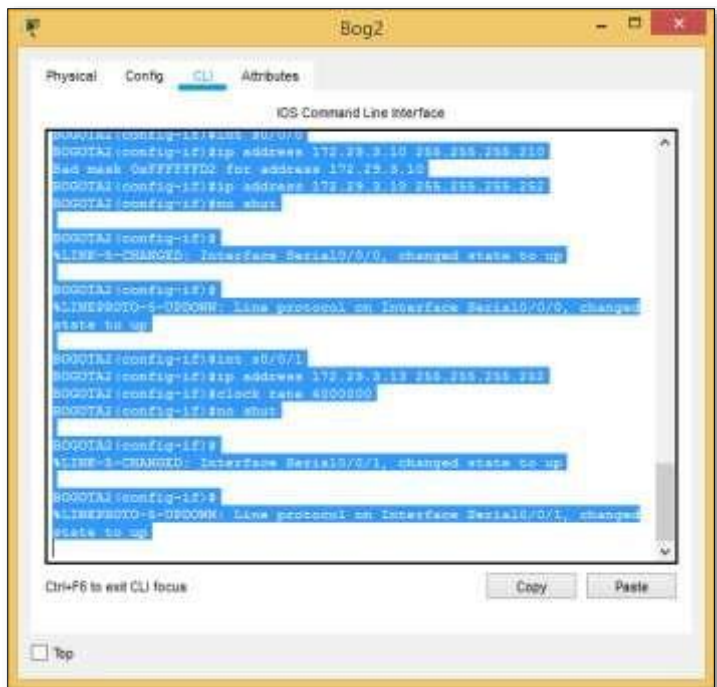 Bog2
Physical Config CLI Attributes
IOS Command Line Interface
BOGOTA2(config-if)#int s0/0/0
BOGOTA2(config-if)#ip address 172.29.3.10 255.255.255.210
bad mask 0xFFFFFFD2 for address 172.29.3.10
BOGOTA2(config-if)#ip address 172.29.3.10 255.255.255.252
BOGOTA2(config-if)#no shut
BOGOTA2(config-if)#
%LINK-5-CHANGED: Interface Serial0/0/0, changed state to up
BOGOTA2(config-if)#
%LINEPROTO-5-UPDOWN: Line protocol on Interface Serial0/0/0, changed
state to up
BOGOTA2(config-if)#int s0/0/1
BOGOTA2(config-if)#ip address 255.255.255.252
BOGOTA2(config-if)#clock rate 4000000
BOGOTA2(config-if)#no shut
BOGOTA2(config-if)#
%LINK-5-CHANGED: Interface Serial0/0/1, changed state to up
BOGOTA2(config-if)#
%LINEPROTO-5-UPDOWN: Line protocol on Interface Serial0/0/1, changed
state to up
Ctrl+F6 to exit CLI focus
Copy Paste
Top